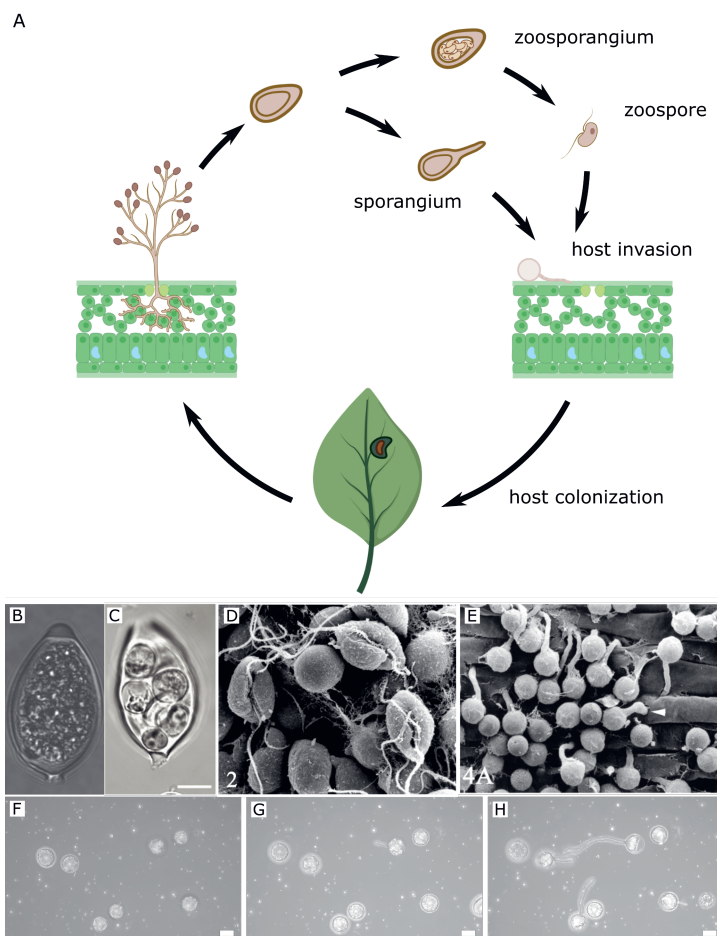 A
zoosporangium
zoospore
sporangium
host invasion
host colonization
B
C
D
E
2
4A
F
G
H